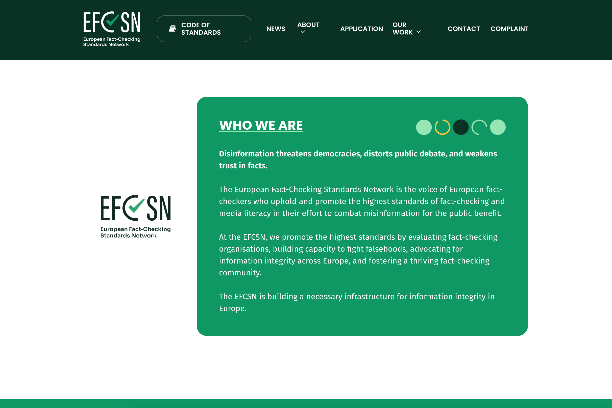 EFCSN
European Fact-Checking
Standards Network
CODE OF
STANDARDS
NEWS
ABOUT
APPLICATION
OUR
WORK
CONTACT
COMPLAINT
WHO WE ARE
Disinformation threatens democracies, distorts public debate, and weakens
trust in facts.
The European Fact-Checking Standards Network is the voice of European fact-
checkers who uphold and promote the highest standards of fact-checking and
media literacy in their effort to combat misinformation for the public benefit.
At the EFCSN, we promote the highest standards by evaluating fact-checking
organisations, building capacity to fight falsehoods, advocating for
information integrity across Europe, and fostering a thriving fact-checking
community.
The EFCSN is building a necessary infrastructure for information integrity in
Europe.
EFCSN
European Fact-Checking
Standards Network